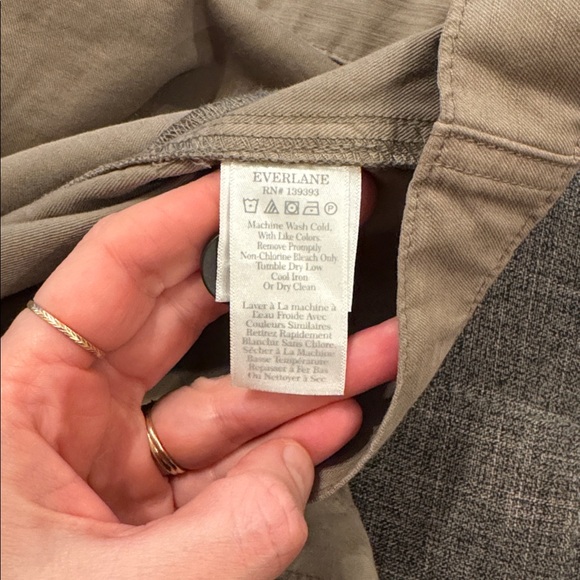 EVERLANE
RN# 139393
P
Machine Wash Cold,
With Like Colors.
Remove Promptly
Non-Chlorine Bleach Only
Tumble Dry Low
Cool Iron
Or Dry Clean
Laver à La machine à
L'eau Froide Avec
Couleurs Similaires
Retirez Rapidement
Blanchir Sans Chlore.
Sécher à La Machine
Basse Température
Repasser à Fer Bas
Ou Nettoyer à Sec